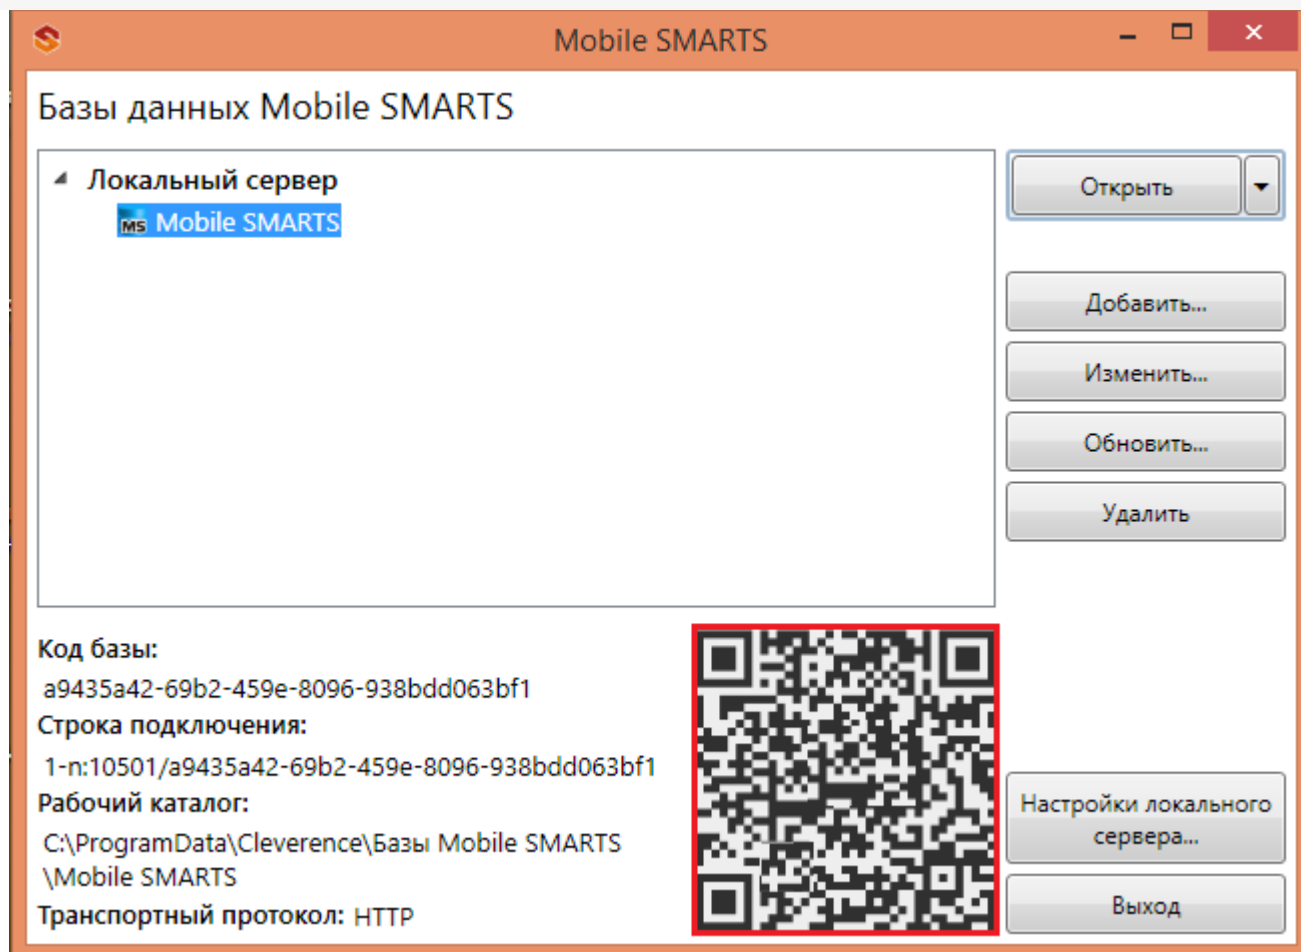 Mobile SMARTS
Базы данных Mobile SMARTS
Локальный сервер
MS Mobile SMARTS
Открыть
Добавить...
Изменить...
Обновить...
Удалить
Код базы:
a9435a42-69b2-459e-8096-938bdd063bf1
Строка подключения:
1-n:10501/a9435a42-69b2-459e-8096-938bdd063bf1
Рабочий каталог:
C:\ProgramData\Cleverence\Базы Mobile SMARTS
\Mobile SMARTS
Транспортный протокол: HTTP
Настройки локального
сервера...
Выход